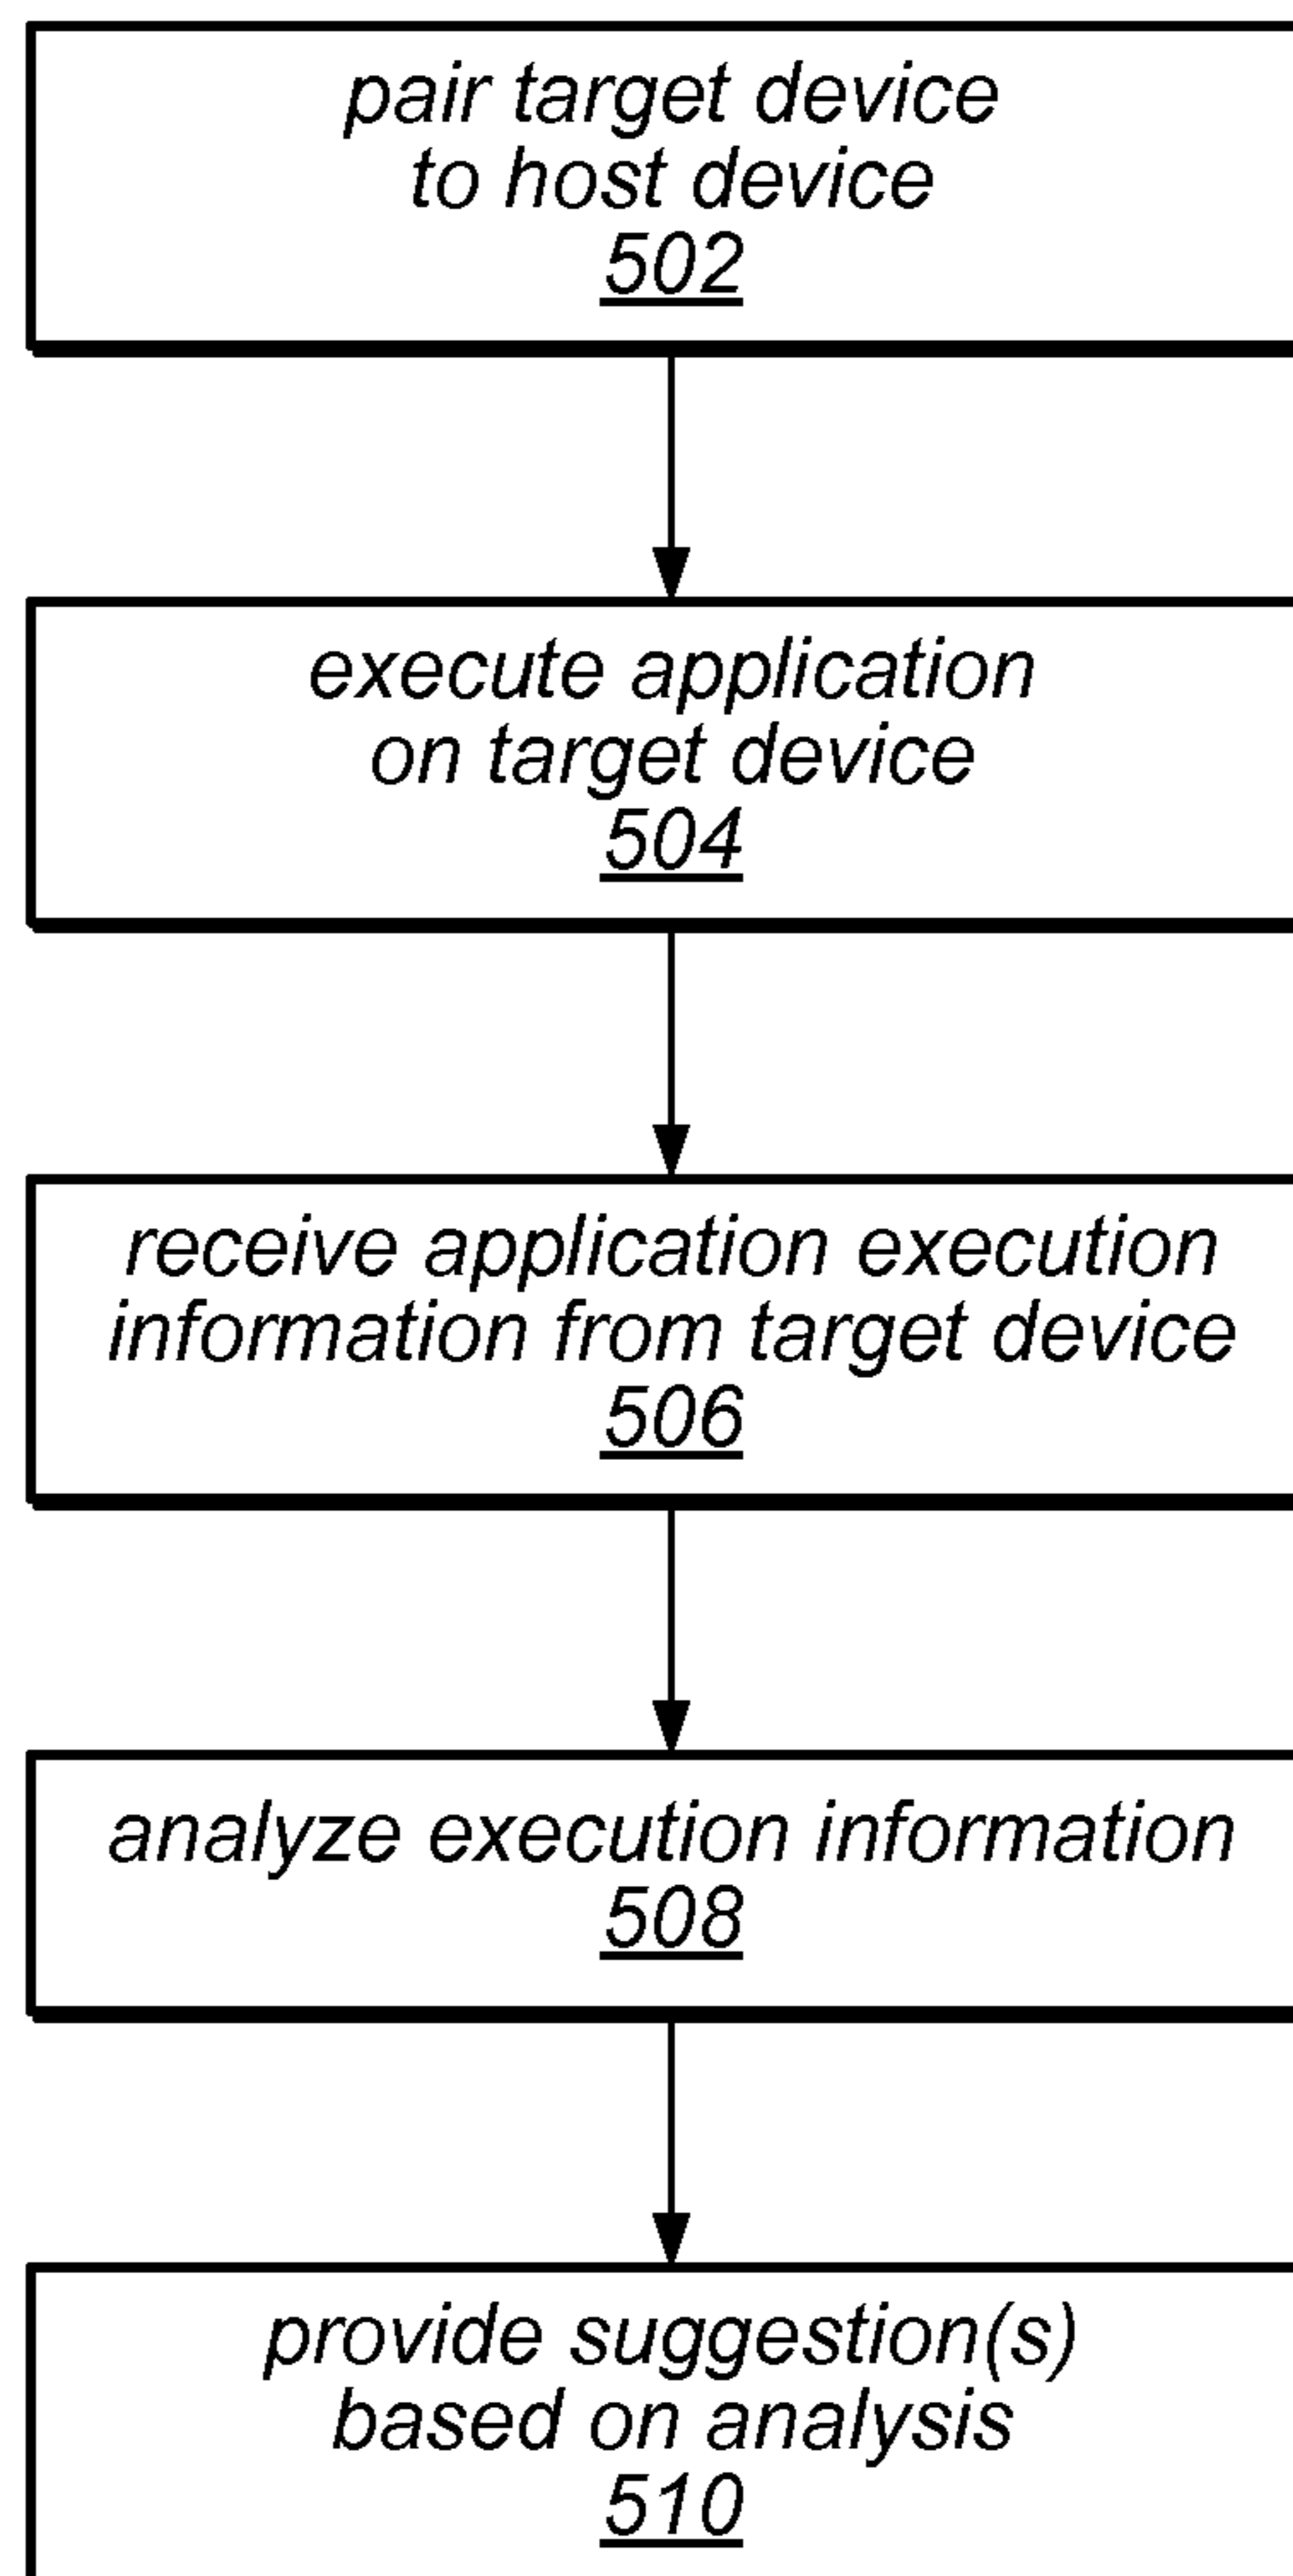 pair target device
to host device
502
execute application
on target device
504
receive application execution
information from target device
506
analyze execution information
508
provide suggestion(s)
based on analysis
510